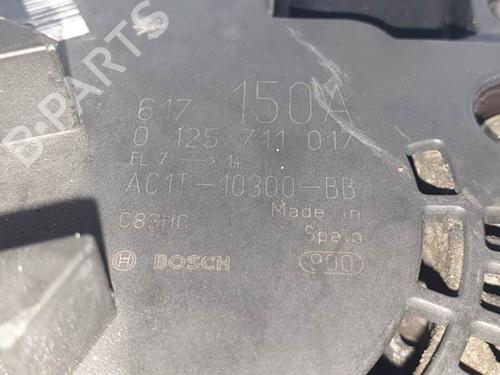 617 150A
0 125 711 017
EL 7 → 14
AC1T-10300-BB
C83HC
Made in
Spain
BOSCH
B-PARTS